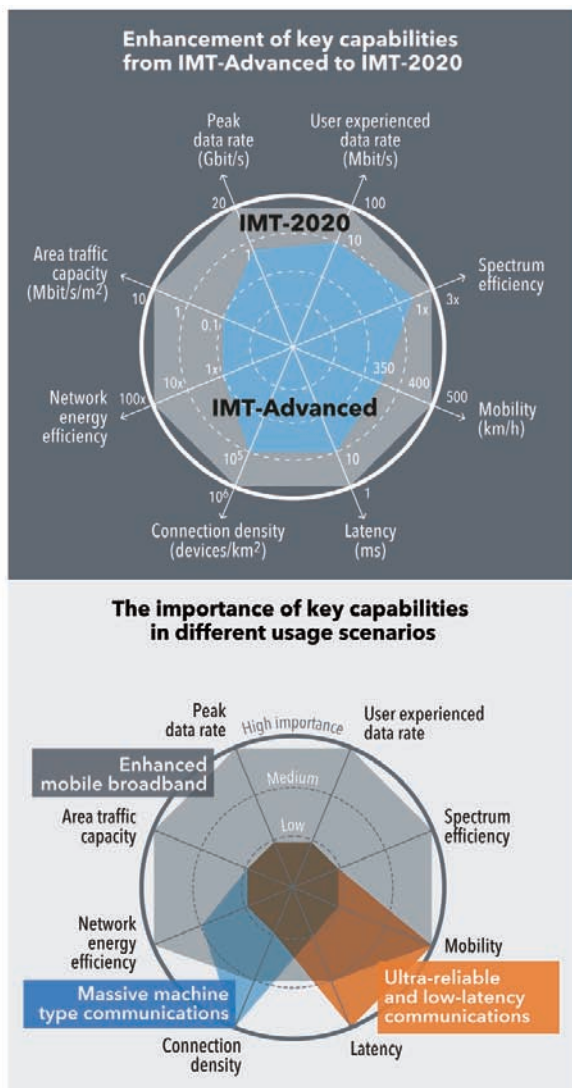 Enhancement of key capabilities
from IMT-Advanced to IMT-2020
Peak
data rate
(Gbit/s)
User experienced
data rate
(Mbit/s)
20
100
IMT-2020
1
10
Area traffic
capacity
(Mbit/s/m²)
Spectrum
efficiency
10
1
0.1
1x
3x
IMT-Advanced
Network
energy
efficiency
100x
10x
1x
350
400
500
Mobility
(km/h)
10⁵
10
10⁶
1
Connection density
(devices/km²)
Latency
(ms)
The importance of key capabilities
in different usage scenarios
Peak
data rate
High importance
User experienced
data rate
Enhanced
mobile broadband
Medium
Area traffic
capacity
Low
Spectrum
efficiency
Network
energy
efficiency
Mobility
Massive machine
type communications
Ultra-reliable
and low-latency
communications
Connection
density
Latency